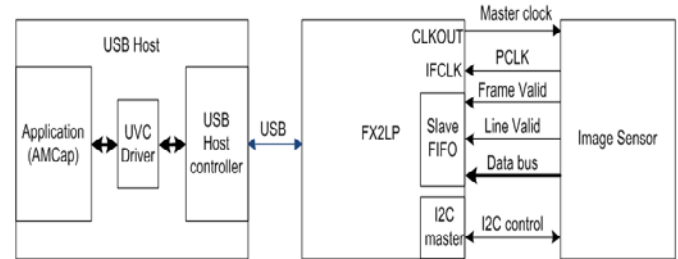 USB Host
Application
(AMCap)
UVC
Driver
USB
Host
controller
USB
FX2LP
CLKOUT
IFCLK
Slave
FIFO
I2C
master
Master clock
PCLK
Frame Valid
Line Valid
Data bus
I2C control
Image Sensor